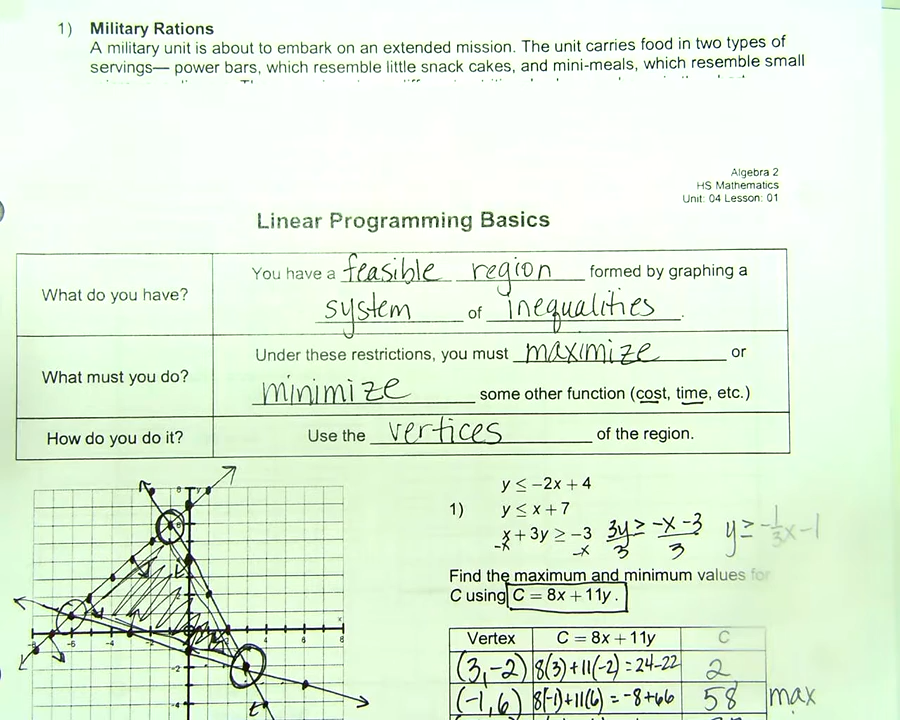 1) Military Rations
A military unit is about to embark on an extended mission. The unit carries food in two types of
servings— power bars, which resemble little snack cakes, and mini-meals, which resemble small
Algebra 2
HS Mathematics
Unit: 04 Lesson: 01
Linear Programming Basics
What do you have?
You have a feasible region formed by graphing a
system of inequalities.
What must you do?
Under these restrictions, you must maximize or
minimize some other function (cost, time, etc.)
How do you do it?
Use the vertices of the region.
y ≤ -2x + 4
1) y ≤ x + 7
x + 3y ≥ -3 3y ≥ -x - 3 y ≥ -1/3x - 1
-x -x 3 3
Find the maximum and minimum values for
C using C = 8x + 11y.
Vertex C = 8x + 11y C
(3,-2) 8(3)+11(-2) = 24-22 2
(-1,6) 8(-1)+11(6) = -8+66 58 max